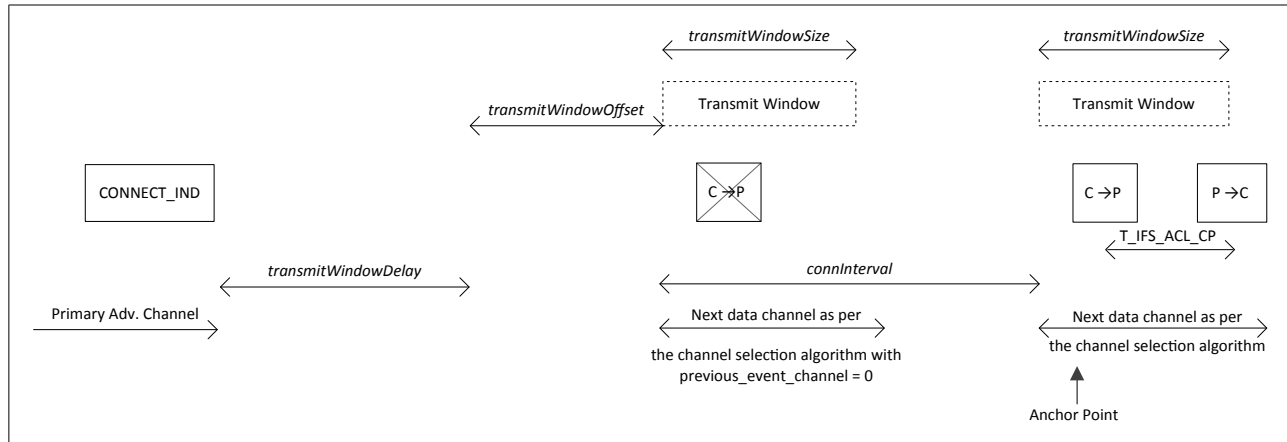 transmitWindowSize
transmitWindowSize
Transmit Window
Transmit Window
transmitWindowOffset
CONNECT_IND
C →P
C →P
P →C
T_IFS_ACL_CP
transmitWindowDelay
connInterval
Primary Adv. Channel
Next data channel as per
the channel selection algorithm with
previous_event_channel = 0
Next data channel as per
the channel selection algorithm
Anchor Point